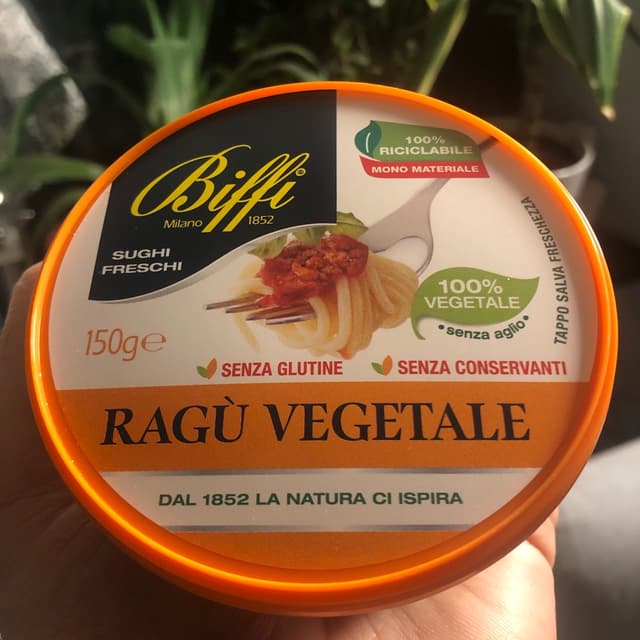 Biffi®
Milano 1852
SUGHI
FRESCHI
100%
RICICLABILE
MONO MATERIALE
TAPPO SALVA FRESCHEZZA
100%
VEGETALE
• senza aglio •
150g℮
SENZA GLUTINE
SENZA CONSERVANTI
RAGÙ VEGETALE
DAL 1852 LA NATURA CI ISPIRA